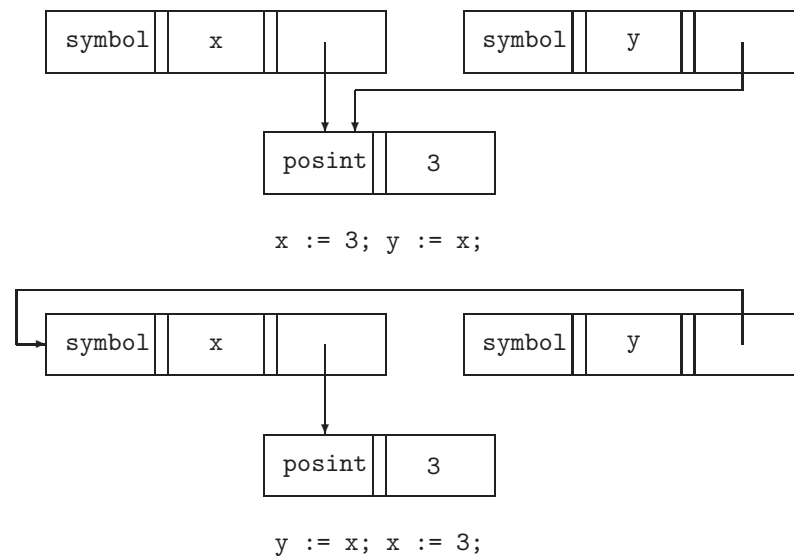 symbol x symbol y
posint 3
x := 3; y := x;
symbol x symbol y
posint 3
y := x; x := 3;